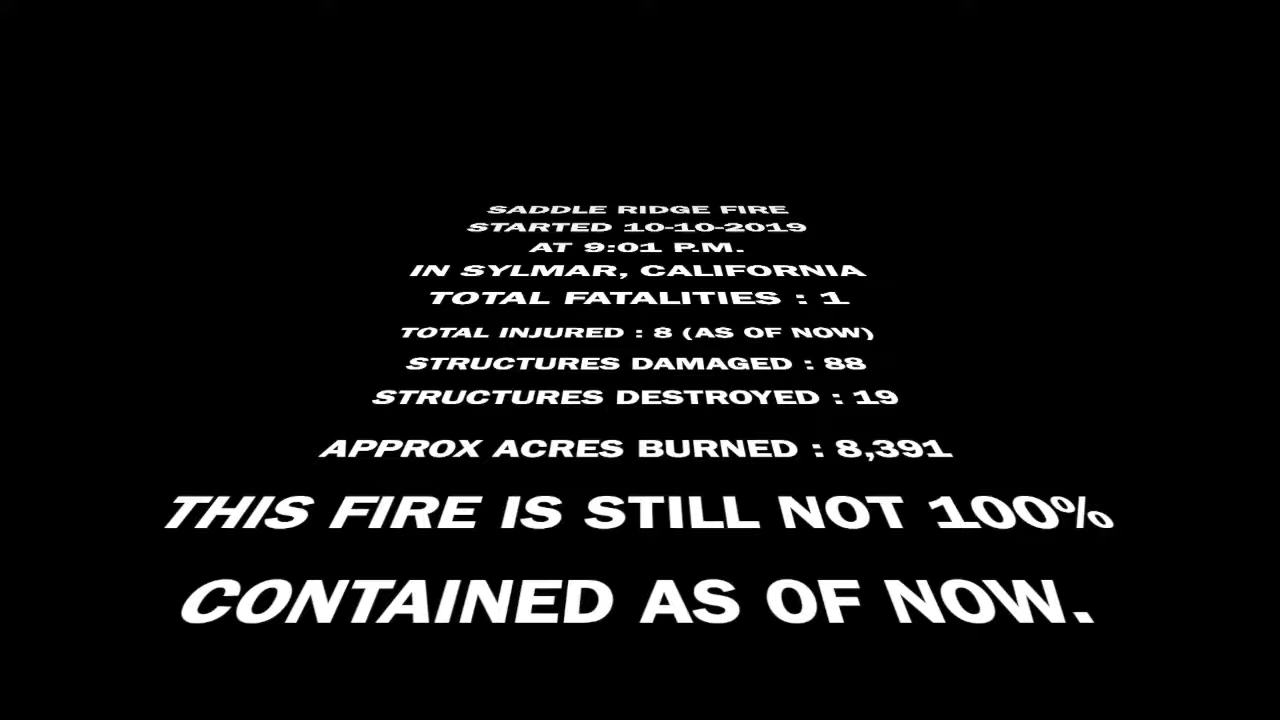 SADDLE RIDGE FIRE
STARTED 10-10-2019
AT 9:01 P.M.
IN SYLMAR, CALIFORNIA
TOTAL FATALITIES : 1
TOTAL INJURED : 8 (AS OF NOW)
STRUCTURES DAMAGED : 88
STRUCTURES DESTROYED : 19
APPROX ACRES BURNED : 8,391
THIS FIRE IS STILL NOT 100%
CONTAINED AS OF NOW.